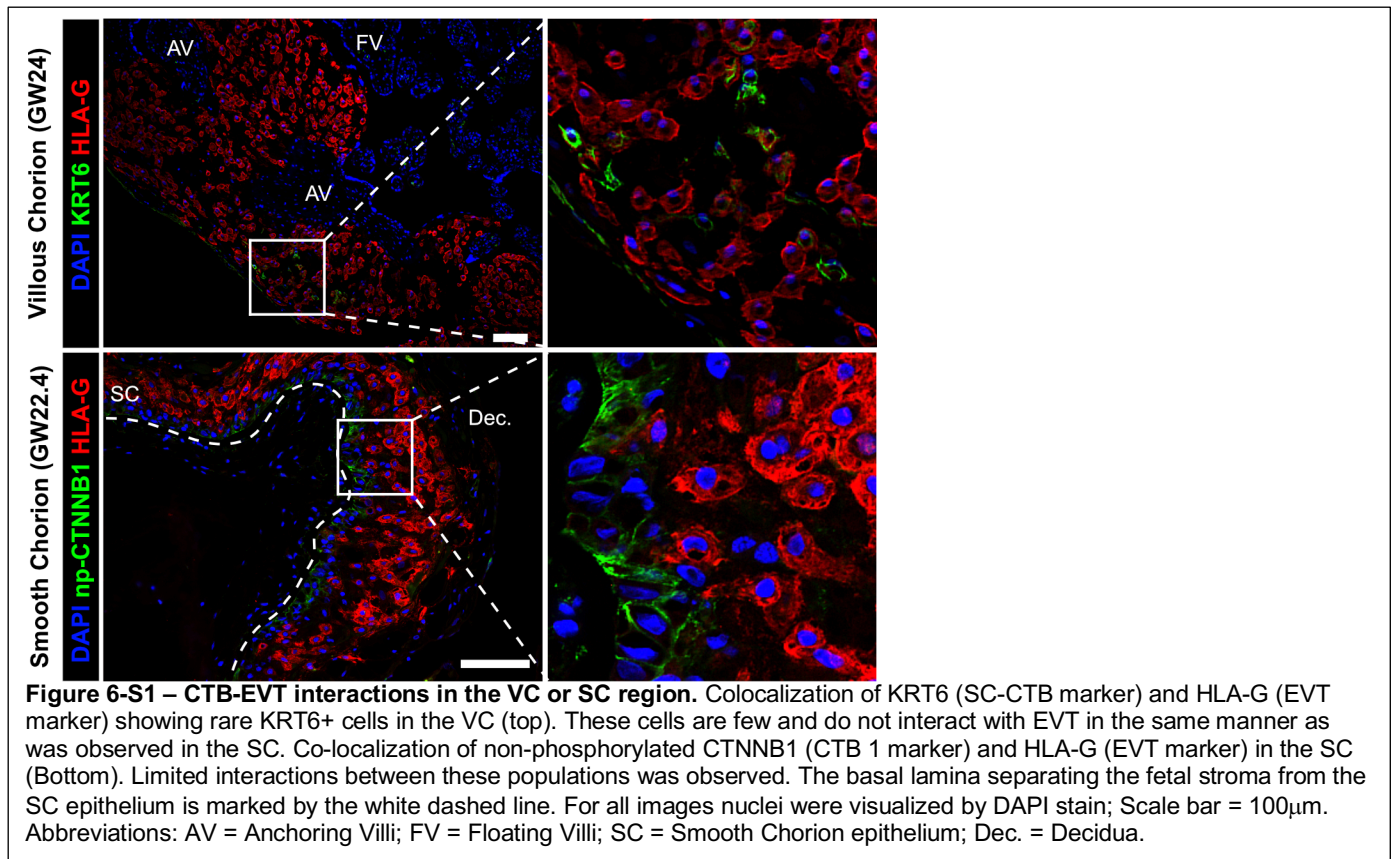 Villous Chorion (GW24)
DAPI KRT6 HLA-G
AV
FV
AV
Smooth Chorion (GW22.4)
DAPI np-CTNNB1 HLA-G
SC
Dec.
Figure 6-S1 – CTB-EVT interactions in the VC or SC region. Colocalization of KRT6 (SC-CTB marker) and HLA-G (EVT
marker) showing rare KRT6+ cells in the VC (top). These cells are few and do not interact with EVT in the same manner as
was observed in the SC. Co-localization of non-phosphorylated CTNNB1 (CTB 1 marker) and HLA-G (EVT marker) in the SC
(Bottom). Limited interactions between these populations was observed. The basal lamina separating the fetal stroma from the
SC epithelium is marked by the white dashed line. For all images nuclei were visualized by DAPI stain; Scale bar = 100μm.
Abbreviations: AV = Anchoring Villi; FV = Floating Villi; SC = Smooth Chorion epithelium; Dec. = Decidua.